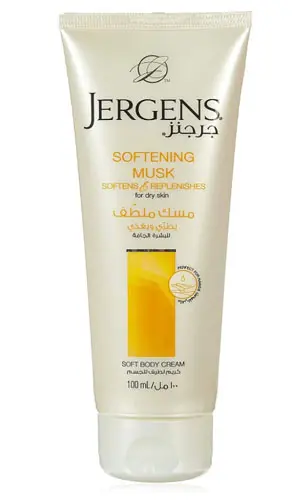 JERGENS®
جرجنز®
SOFTENING
MUSK
SOFTENS & REPLENISHES
for dry skin
مسك ملطف
يطري ويغذي
للبشرة الجافة
SOFT BODY CREAM
كريم لطيف للجسم
100 mL/ ١٠٠ مل